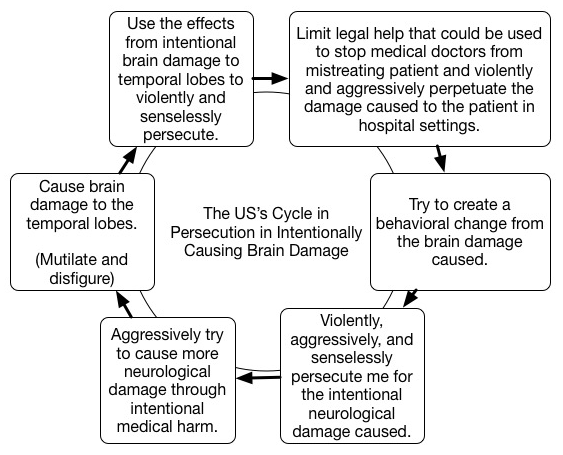 Use the effects
from intentional
brain damage to
temporal lobes to
violently and
senselessly
persecute.
Limit legal help that could be used
to stop medical doctors from
mistreating patient and violently
and aggressively perpetuate the
damage caused to the patient in
hospital settings.
Try to create a
behavioral change from
the brain damage
caused.
Violently,
aggressively, and
senselessly
persecute me for
the intentional
neurological
damage caused.
Aggressively try
to cause more
neurological
damage through
intentional
medical harm.
Cause brain
damage to the
temporal lobes.
(Mutilate and
disfigure)
The US's Cycle in
Persecution in Intentionally
Causing Brain Damage